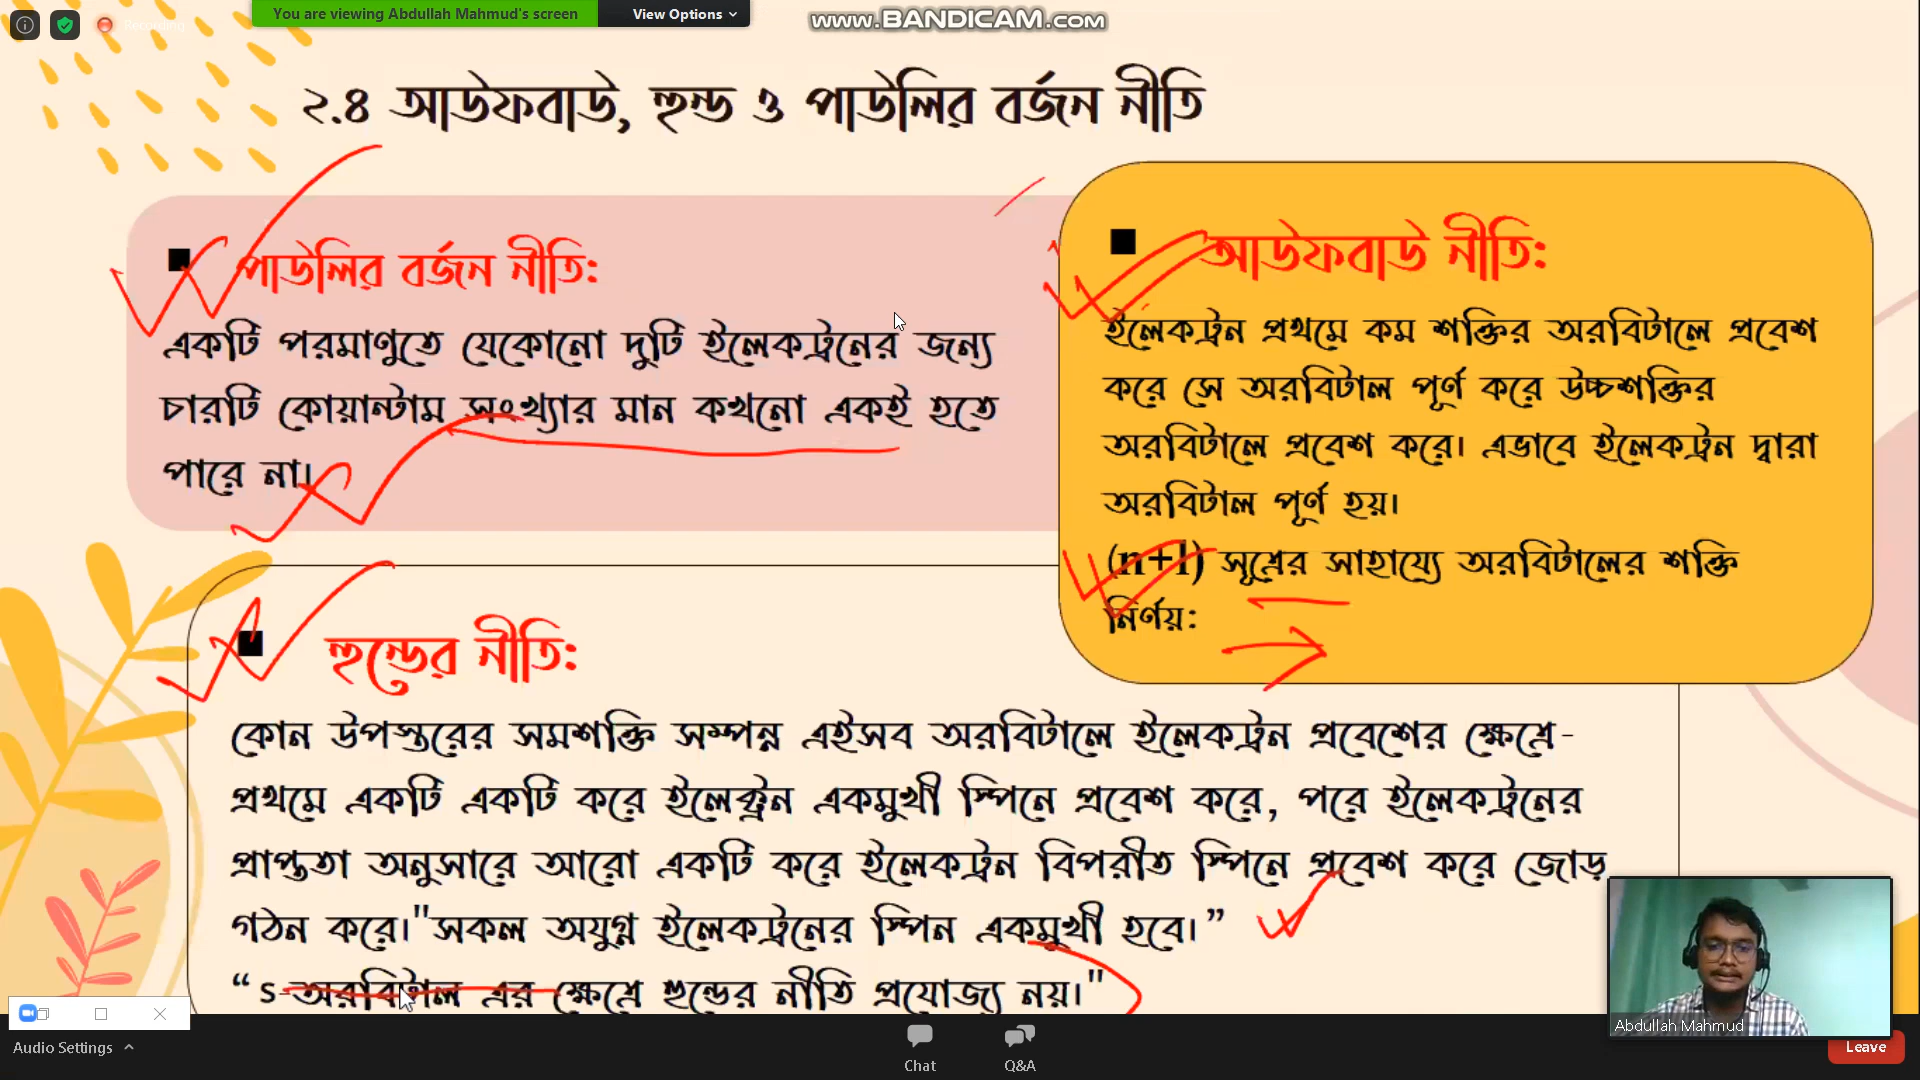 You are viewing Abdullah Mahmud's screen
View Options
www.BANDICAM.com
Recording
২.৪ আউফবাউ, হুন্ড ও পাউলির বর্জন নীতি
পাউলির বর্জন নীতি:
একটি পরমাণুতে যেকোনো দুটি ইলেকট্রনের জন্য
চারটি কোয়ান্টাম সংখ্যার মান কখনো একই হতে
পারে না।
আউফবাউ নীতি:
ইলেকট্রন প্রথমে কম শক্তির অরবিটালে প্রবেশ
করে সে অরবিটাল পূর্ণ করে উচ্চশক্তির
অরবিটালে প্রবেশ করে। এভাবে ইলেকট্রন দ্বারা
অরবিটাল পূর্ণ হয়।
(n+l) সূত্রের সাহায্যে অরবিটালের শক্তি
নির্ণয়:
হুন্ডের নীতি:
কোন উপস্তরের সমশক্তি সম্পন্ন এইসব অরবিটালে ইলেকট্রন প্রবেশের ক্ষেত্রে-
প্রথমে একটি একটি করে ইলেক্ট্রন একমুখী স্পিনে প্রবেশ করে, পরে ইলেকট্রনের
প্রাপ্ততা অনুসারে আরো একটি করে ইলেকট্রন বিপরীত স্পিনে প্রবেশ করে জোড়
গঠন করে।"সকল অযুগ্ন ইলেকট্রনের স্পিন একমুখী হবে।”
“ s-অরবিটাল এর ক্ষেত্রে হুন্ডের নীতি প্রযোজ্য নয়।"
Abdullah Mahmud
Audio Settings
Chat
Q&A
Leave